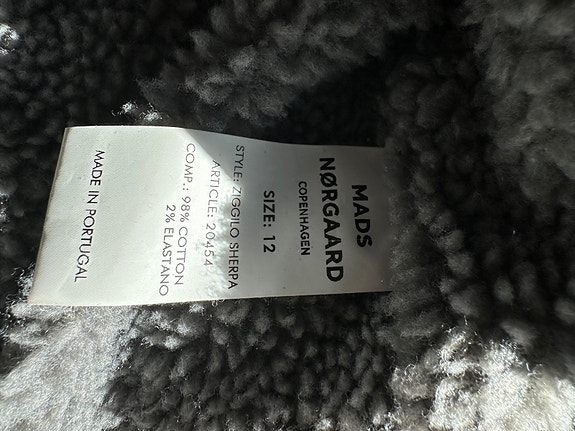 MADS
NØRGAARD
COPENHAGEN
SIZE: 12
STYLE: ZIGGILO SHERPA
ARTICLE: 20454
COMP.: 98% COTTON
2% ELASTANO
MADE IN PORTUGAL